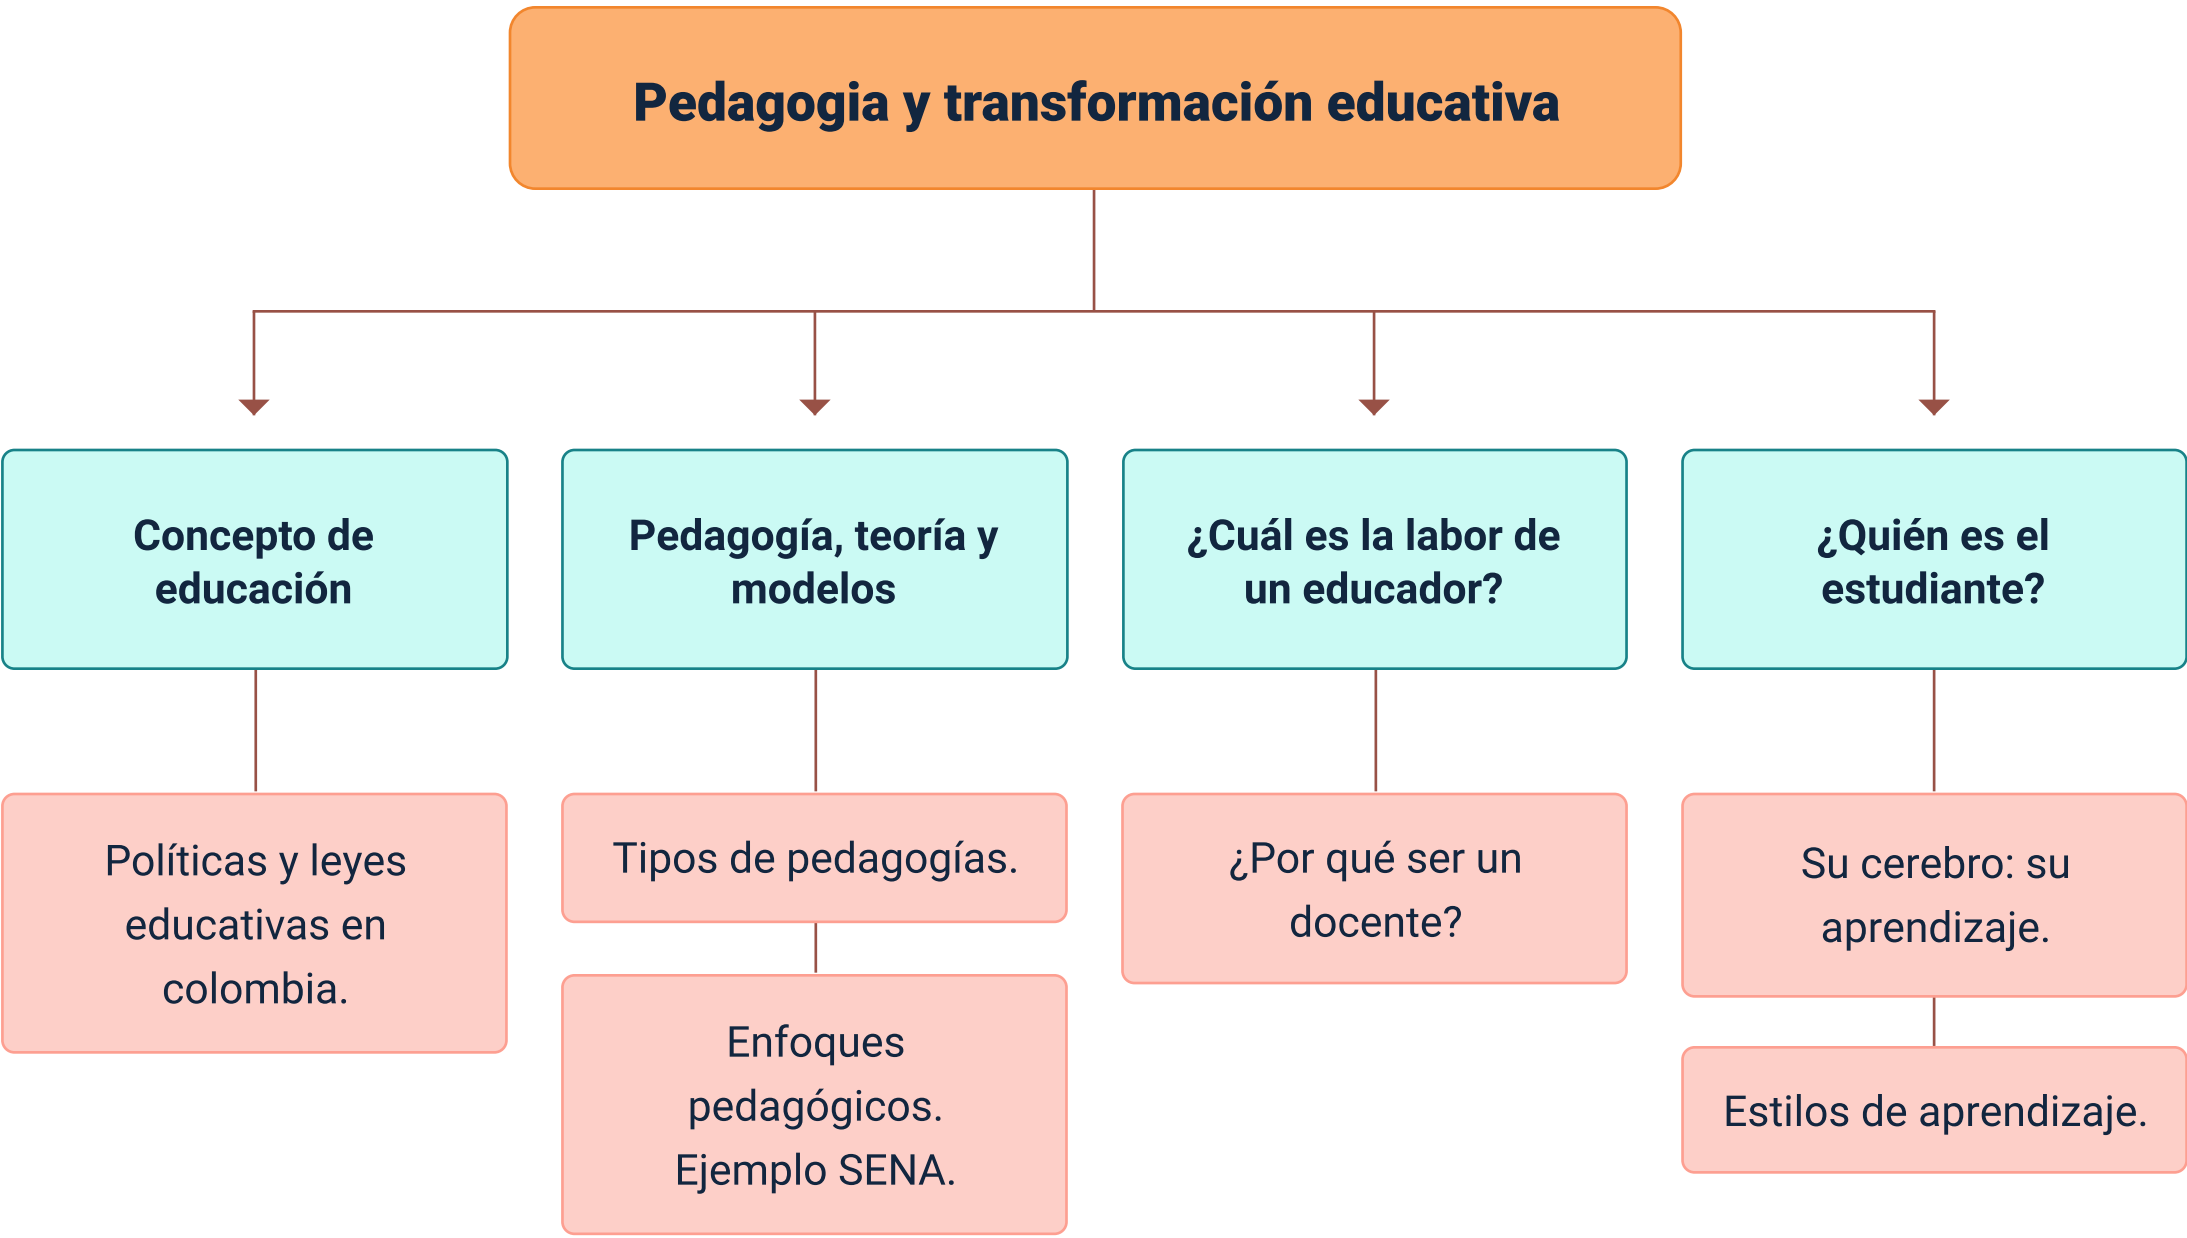 Pedagogia y transformación educativa
Concepto de
educación
Pedagogía, teoría y
modelos
¿Cuál es la labor de
un educador?
¿Quién es el
estudiante?
Políticas y leyes
educativas en
colombia.
Tipos de pedagogías.
Enfoques
pedagógicos.
Ejemplo SENA.
¿Por qué ser un
docente?
Su cerebro: su
aprendizaje.
Estilos de aprendizaje.